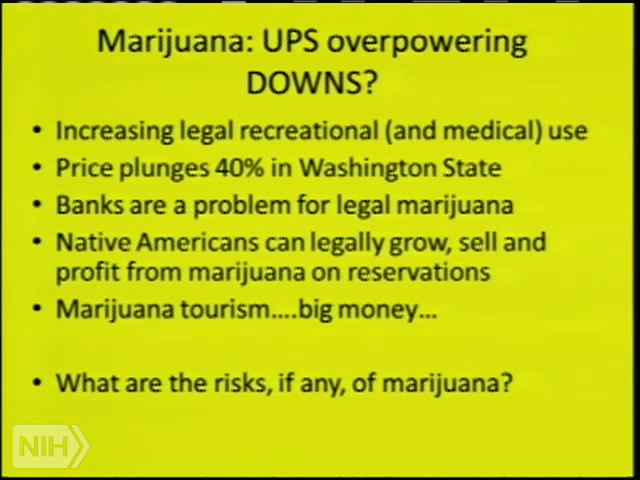 Marijuana: UPS overpowering
DOWNS?
• Increasing legal recreational (and medical) use
• Price plunges 40% in Washington State
• Banks are a problem for legal marijuana
• Native Americans can legally grow, sell and
profit from marijuana on reservations
• Marijuana tourism....big money...
• What are the risks, if any, of marijuana?
NIH